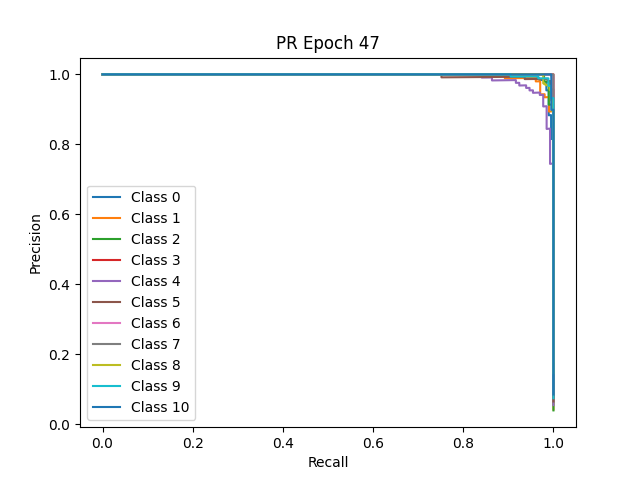 PR Epoch 47
Precision
1.0
0.8
0.6
0.4
0.2
0.0
Class 0
Class 1
Class 2
Class 3
Class 4
Class 5
Class 6
Class 7
Class 8
Class 9
Class 10
0.0 0.2 0.4 0.6 0.8 1.0
Recall